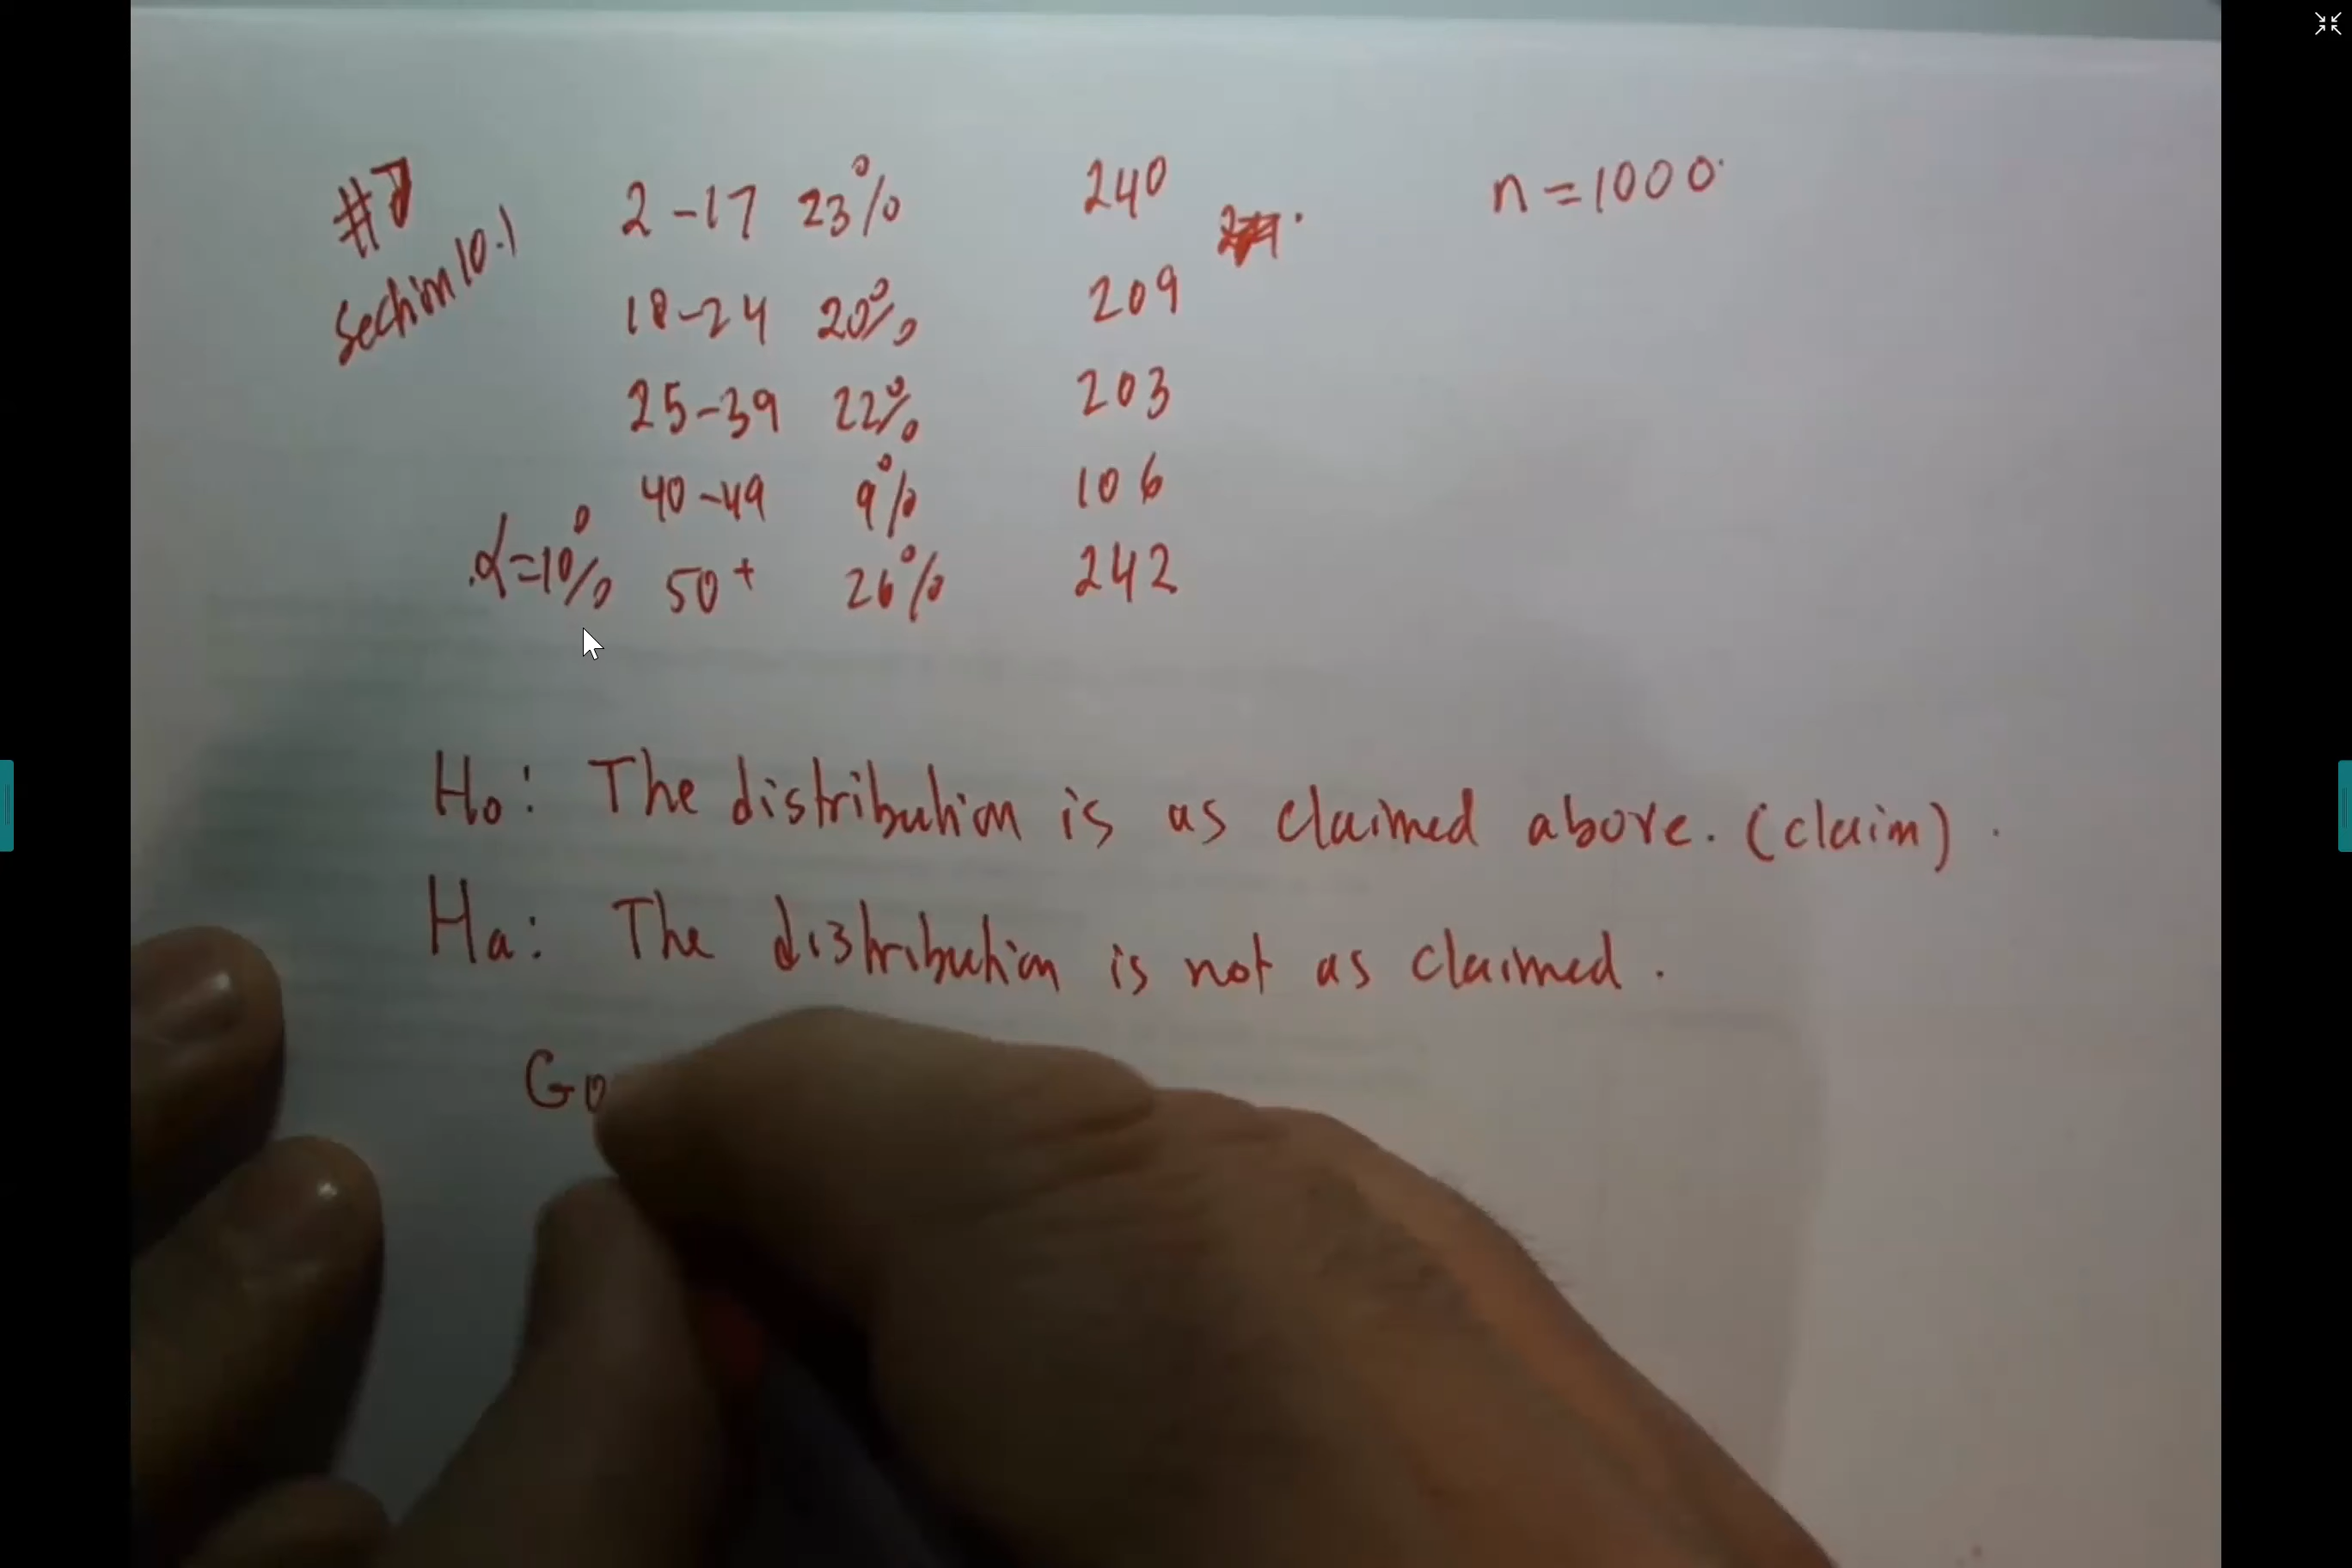 #7 2-17 23% 240 n=1000
Section 10.1
18-24 20% 209
25-39 22% 203
40-49 9% 106
α=10% 50+ 26% 242
Ho: The distribution is as claimed above. (claim).
Ha: The distribution is not as claimed.
Go